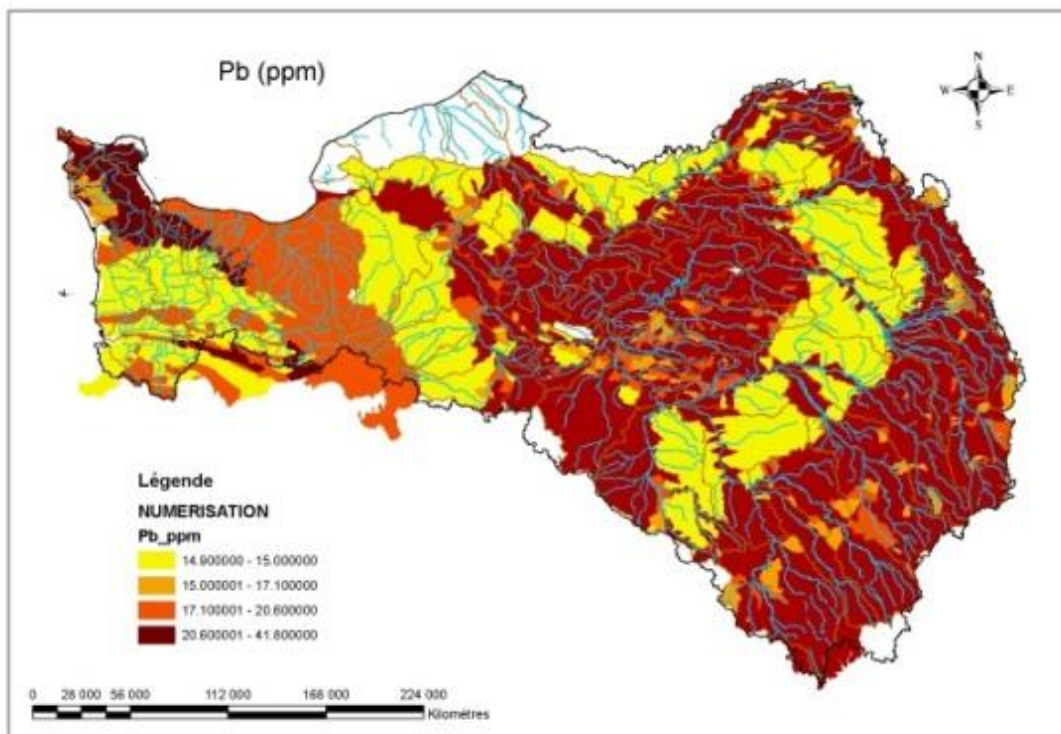 Pb (ppm)
N
W E
S
Légende
NUMERISATION
Pb_ppm
14.900000 - 15.000000
15.000001 - 17.100000
17.100001 - 20.600000
20.600001 - 41.800000
0 28 000 56 000 112 000 168 000 224 000
Kilométres